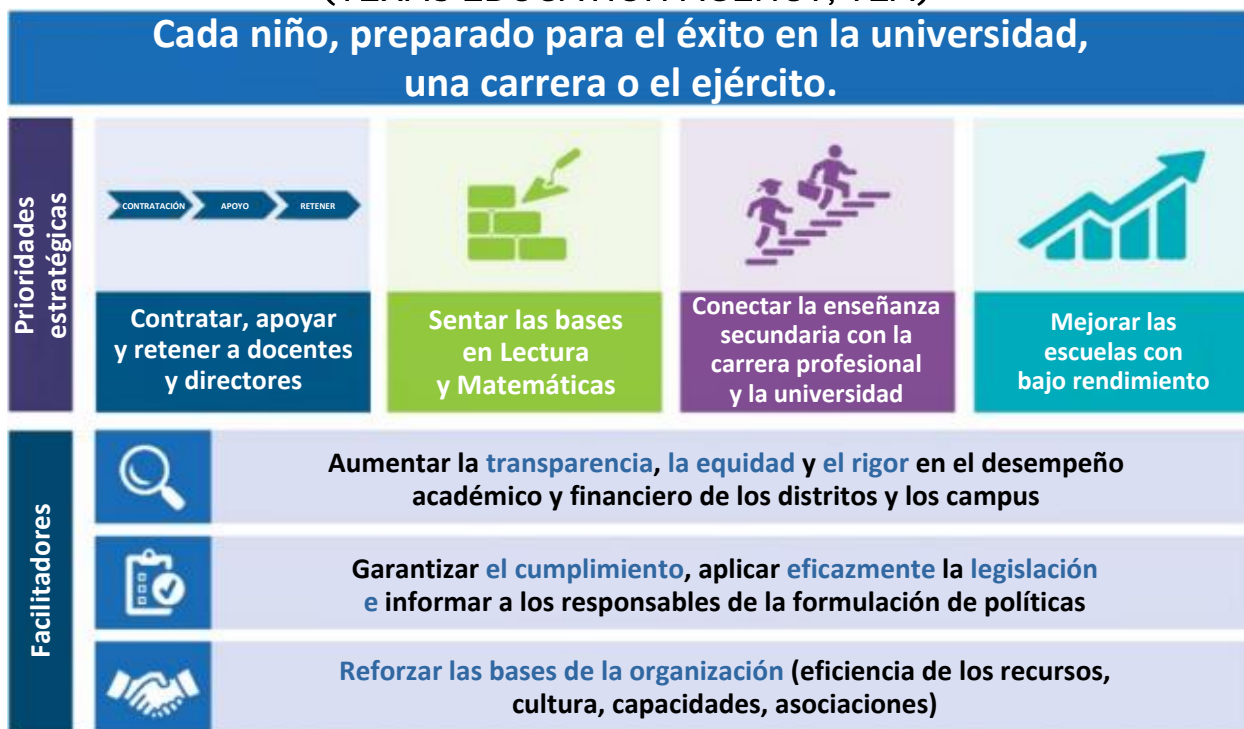 (TEXAS EDUCATION AGENCY, TEA)
Cada niño, preparado para el éxito en la universidad,
una carrera o el ejército.
Prioridades
estratégicas
CONTRATACIÓN
APOYO
RETENER
Contratar, apoyar
y retener a docentes
y directores
Sentar las bases
en Lectura
y Matemáticas
Conectar la enseñanza
secundaria con la
carrera profesional
y la universidad
Mejorar las
escuelas con
bajo rendimiento
Facilitadores
Aumentar la transparencia, la equidad y el rigor en el desempeño
académico y financiero de los distritos y los campus
Garantizar el cumplimiento, aplicar eficazmente la legislación
e informar a los responsables de la formulación de políticas
Reforzar las bases de la organización (eficiencia de los recursos,
cultura, capacidades, asociaciones)